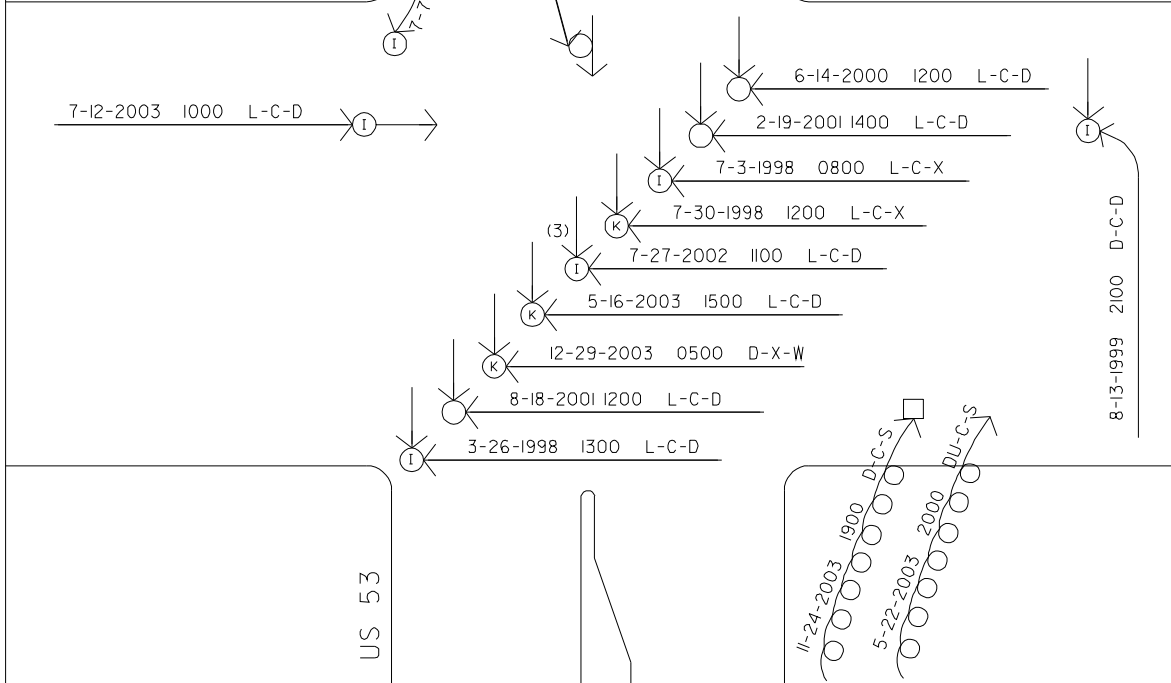 7-7
I
6-14-2000 1200 L-C-D
7-12-2003 1000 L-C-D
I
2-19-2001 1400 L-C-D
I
7-3-1998 0800 L-C-X
I
7-30-1998 1200 L-C-X
K
(3)
7-27-2002 1100 L-C-D
I
5-16-2003 1500 L-C-D
K
12-29-2003 0500 D-X-W
K
8-18-2001 1200 L-C-D
3-26-1998 1300 L-C-D
I
8-13-1999 2100 D-C-D
11-24-2003 1900 D-C-S
5-22-2003 2000 DU-C-S
US 53